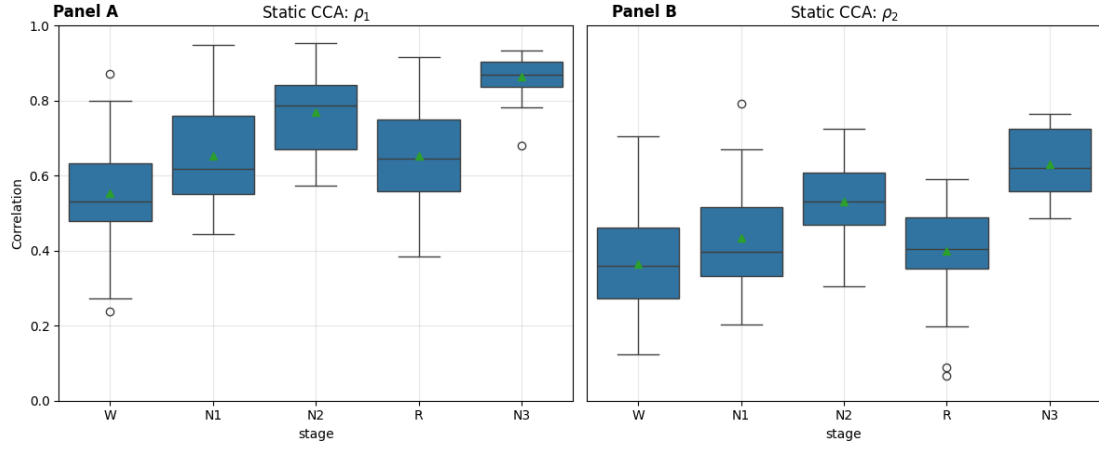 Panel A
Static CCA: ρ₁
Correlation
1.0
0.8
0.6
0.4
0.2
0.0
W N1 N2 R N3
stage
Panel B
Static CCA: ρ₂
W N1 N2 R N3
stage